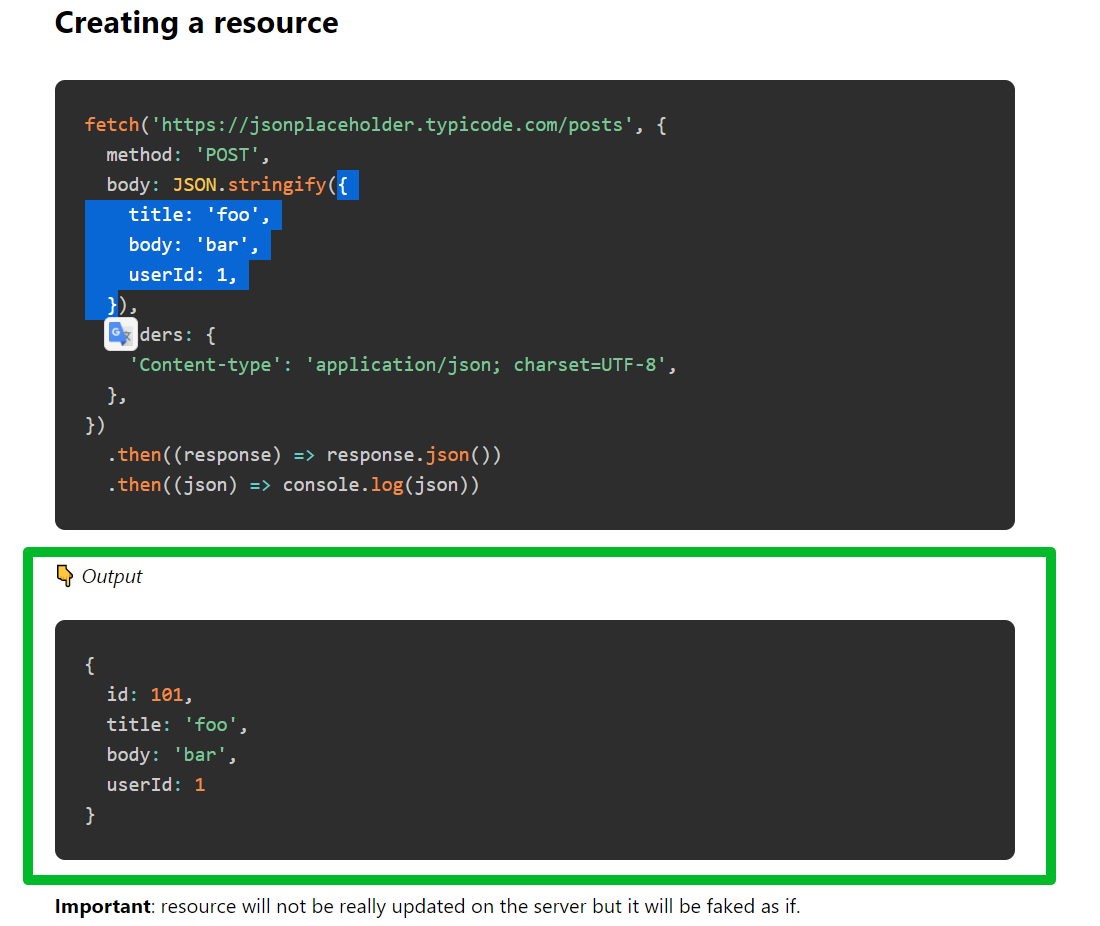 Creating a resource
fetch('https://jsonplaceholder.typicode.com/posts', {
  method: 'POST',
  body: JSON.stringify({
    title: 'foo',
    body: 'bar',
    userId: 1,
  }),
G ders: {
    'Content-type': 'application/json; charset=UTF-8',
  },
})
  .then((response) => response.json())
  .then((json) => console.log(json))
👇 Output
{
  id: 101,
  title: 'foo',
  body: 'bar',
  userId: 1
}
Important: resource will not be really updated on the server but it will be faked as if.